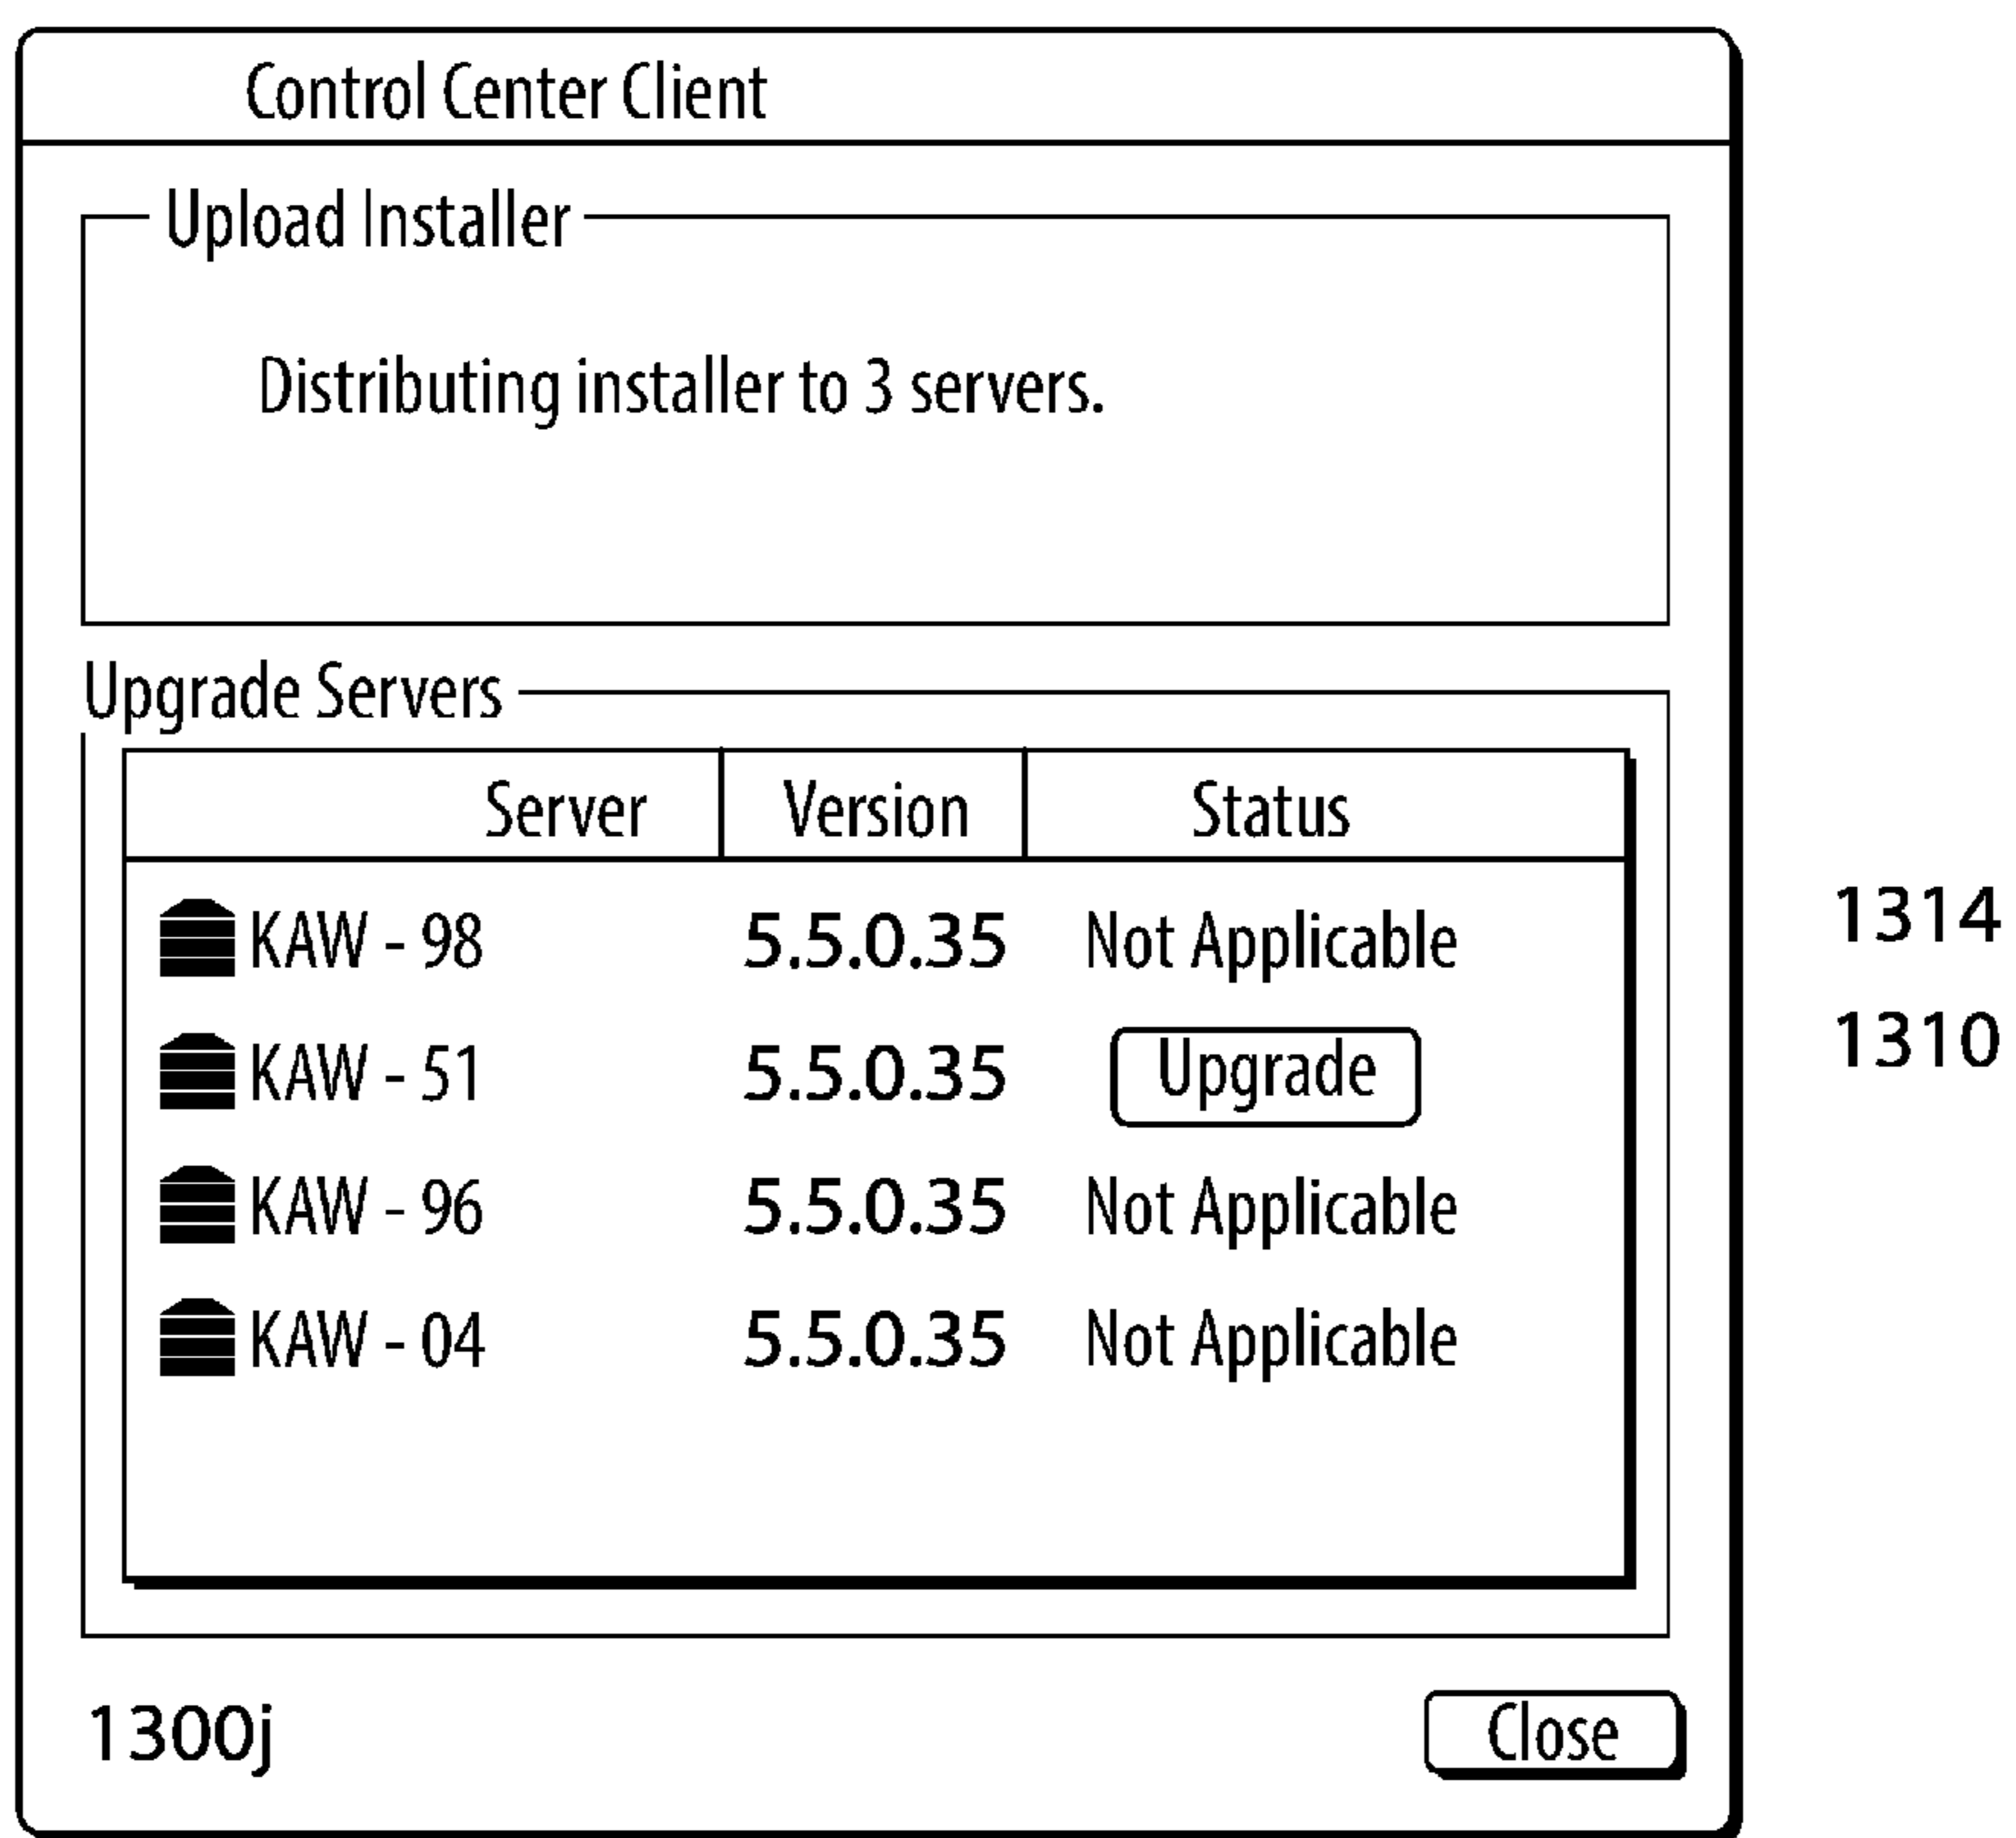 Control Center Client
Upload Installer
Distributing installer to 3 servers.
Upgrade Servers
Server Version Status
KAW - 98 5.5.0.35 Not Applicable 1314
KAW - 51 5.5.0.35 Upgrade 1310
KAW - 96 5.5.0.35 Not Applicable
KAW - 04 5.5.0.35 Not Applicable
1300j Close